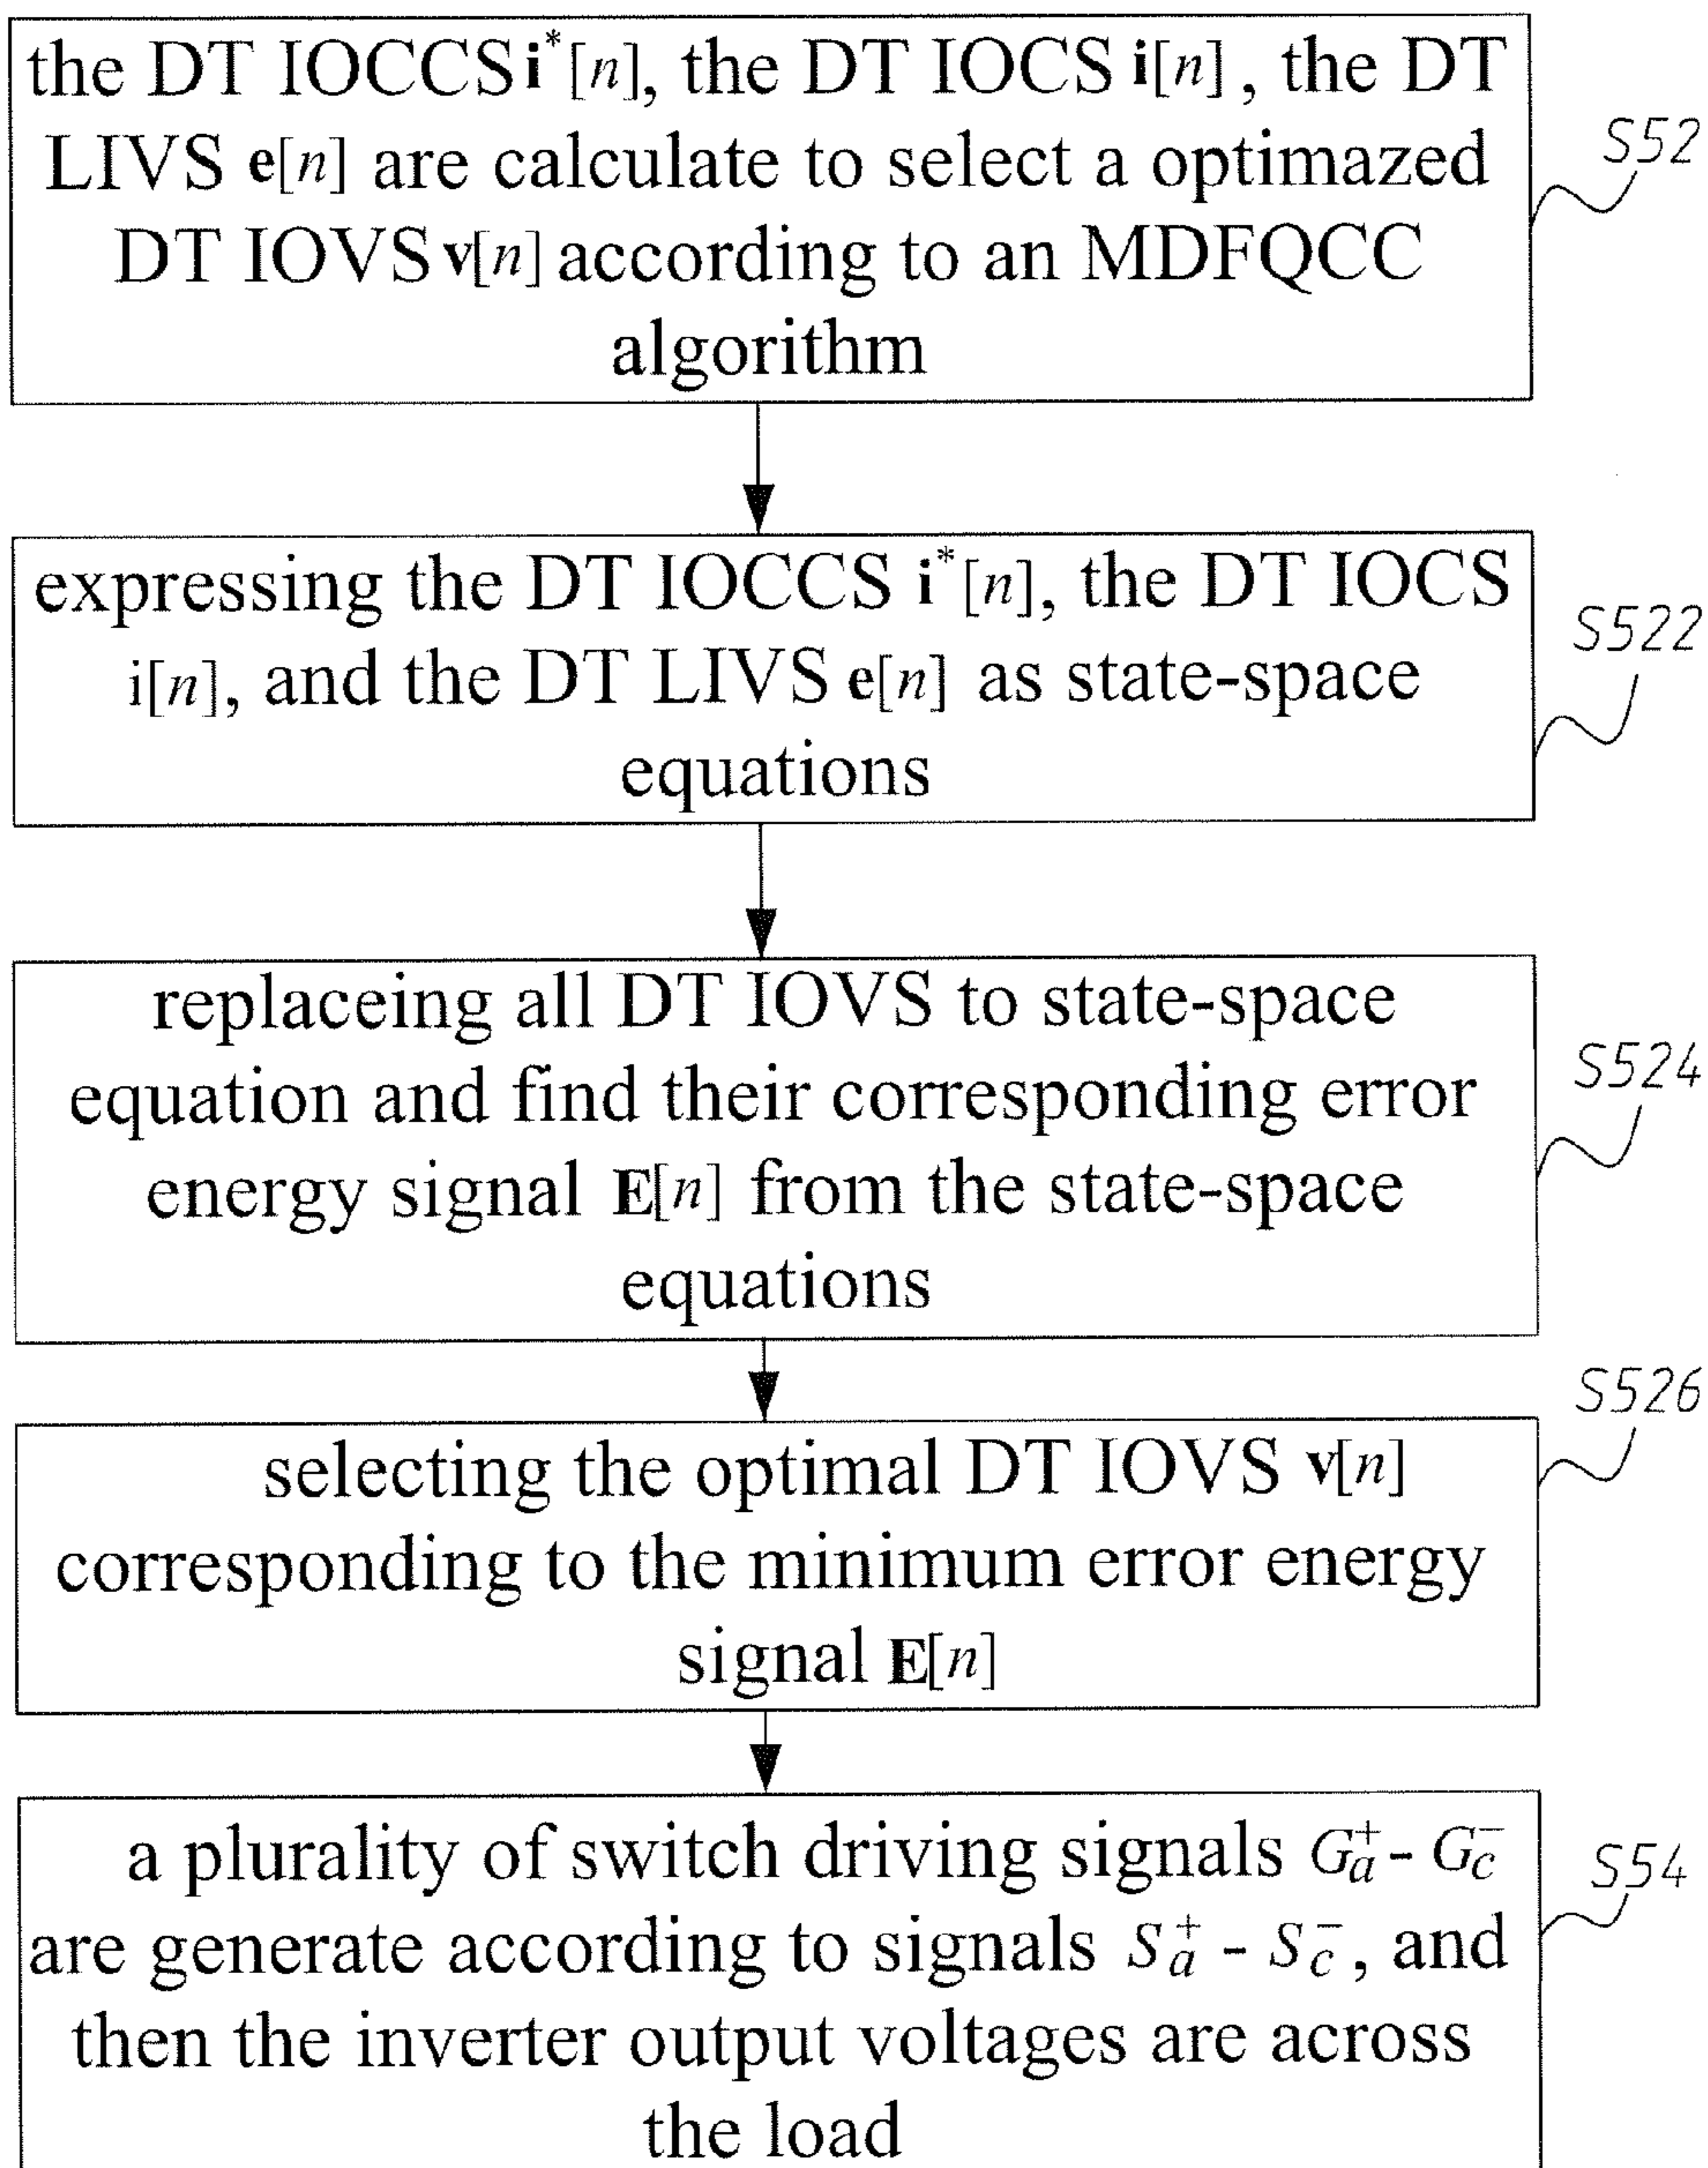 the DT IOCCS i*[n], the DT IOCS i[n], the DT
LIVS e[n] are calculate to select a optimazed
DT IOVS v[n] according to an MDFQCC
algorithm
S52
expressing the DT IOCCS i*[n], the DT IOCS
i[n], and the DT LIVS e[n] as state-space
equations
S522
replaceing all DT IOVS to state-space
equation and find their corresponding error
energy signal E[n] from the state-space
equations
S524
selecting the optimal DT IOVS v[n]
corresponding to the minimum error energy
signal E[n]
S526
a plurality of switch driving signals G_a^+ - G_c^-
are generate according to signals S_a^+ - S_c^-, and
then the inverter output voltages are across
the load
S54